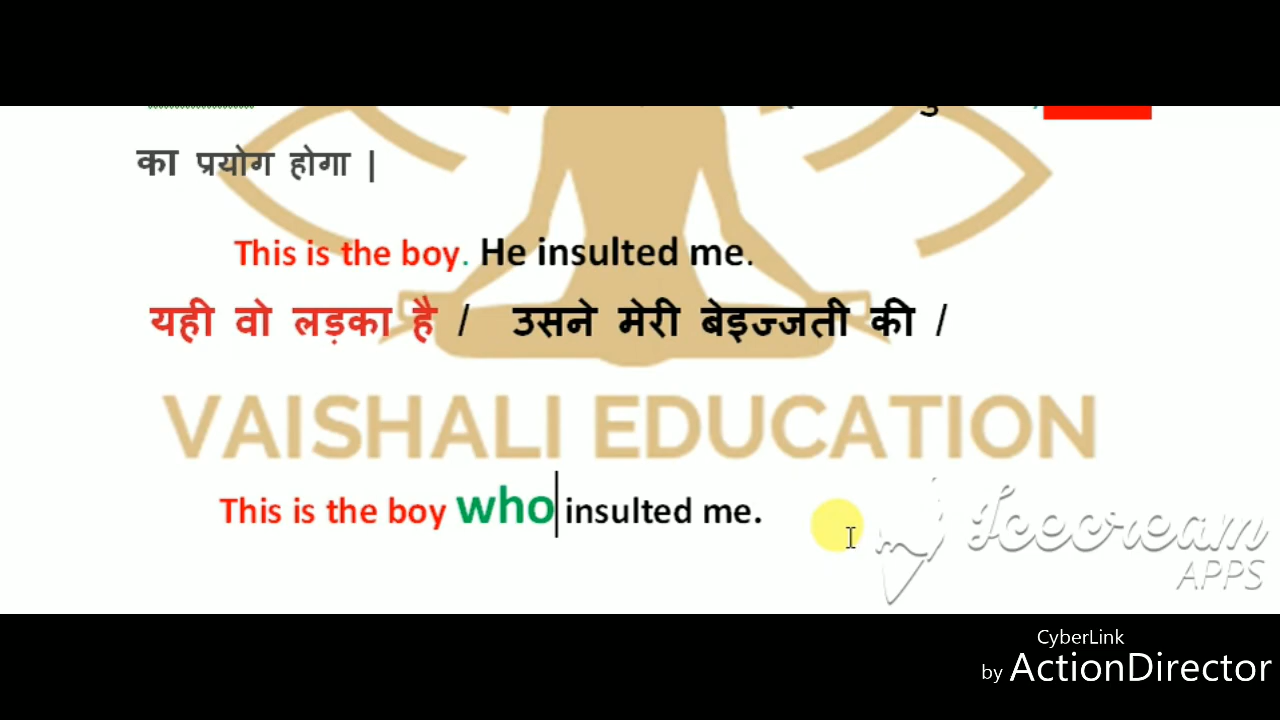 का प्रयोग होगा |
This is the boy. He insulted me.
यही वो लड़का है / उसने मेरी बेइज्जती की /
VAISHALI EDUCATION
This is the boy who insulted me.
Icecream
APPS
CyberLink
by ActionDirector